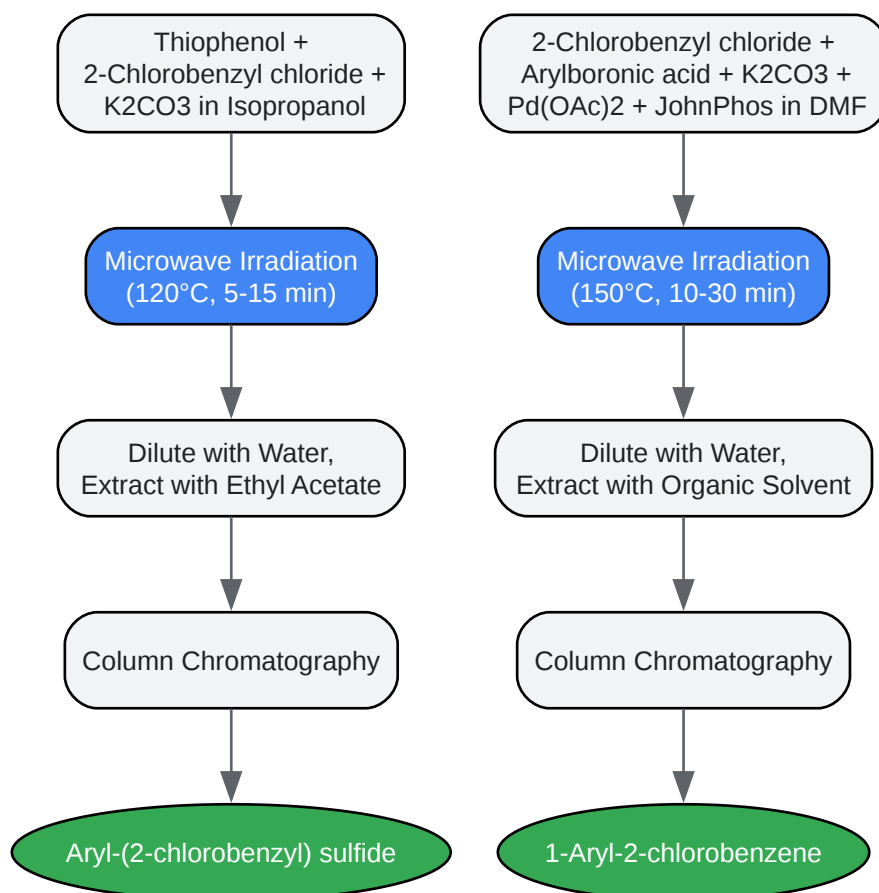 Thiophenol +
2-Chlorobenzyl chloride +
K2CO3 in Isopropanol
Microwave Irradiation
(120°C, 5-15 min)
Dilute with Water,
Extract with Ethyl Acetate
Column Chromatography
Aryl-(2-chlorobenzyl) sulfide
2-Chlorobenzyl chloride +
Arylboronic acid + K2CO3 +
Pd(OAc)2 + JohnPhos in DMF
Microwave Irradiation
(150°C, 10-30 min)
Dilute with Water,
Extract with Organic Solvent
Column Chromatography
1-Aryl-2-chlorobenzene